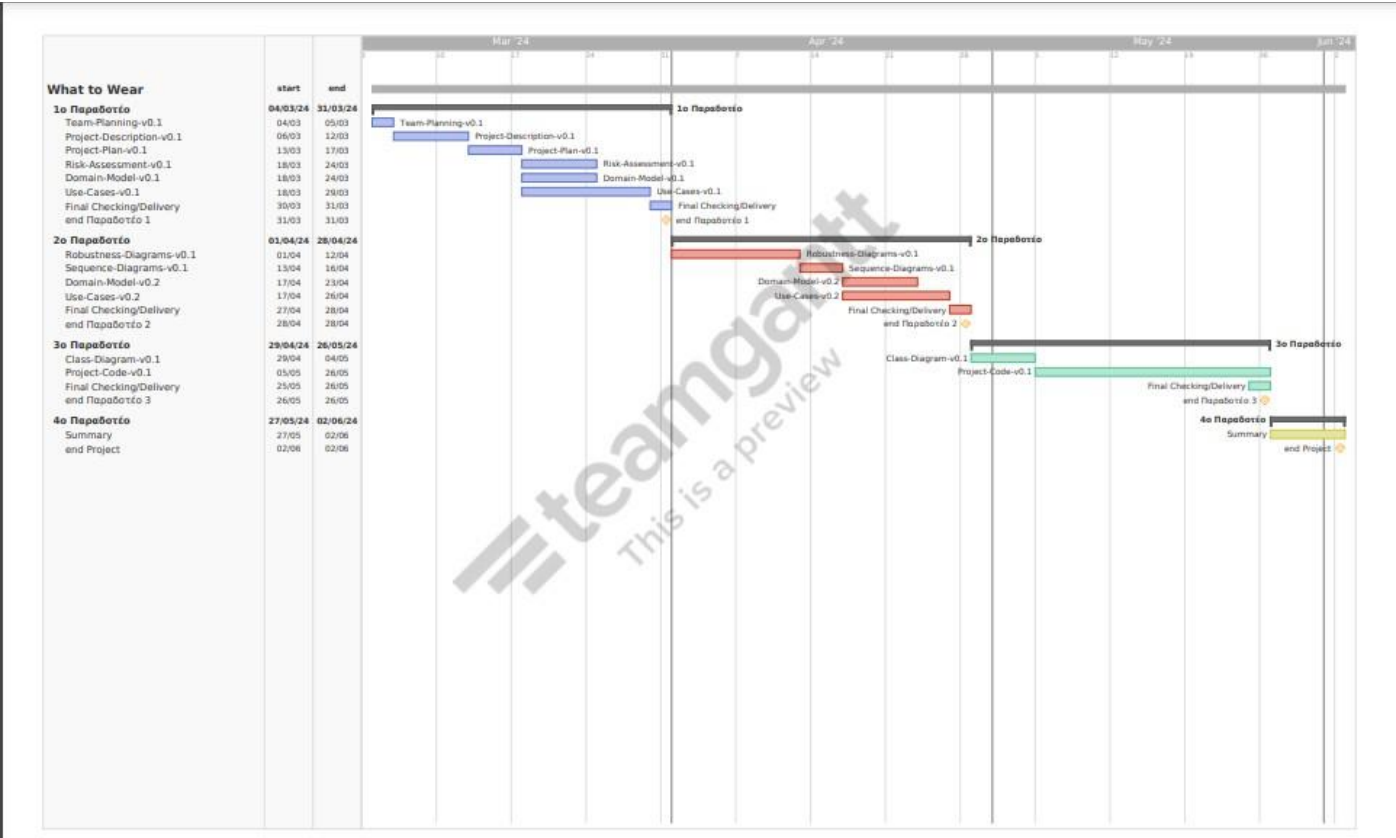 Mar '24 Apr '24 May '24 Jun '24
What to Wear start end
1ο Παραδοτέο 04/03/24 31/03/24 1ο Παραδοτέο
Team-Planning-v0.1 04/03 05/03 Team-Planning-v0.1
Project-Description-v0.1 06/03 12/03 Project-Description-v0.1
Project-Plan-v0.1 13/03 17/03 Project-Plan-v0.1
Risk-Assessment-v0.1 18/03 24/03 Risk-Assessment-v0.1
Domain-Model-v0.1 18/03 24/03 Domain-Model-v0.1
Use-Cases-v0.1 18/03 29/03 Use-Cases-v0.1
Final Checking/Delivery 30/03 31/03 Final Checking/Delivery
end Παραδοτέο 1 31/03 31/03 end Παραδοτέο 1
2ο Παραδοτέο 01/04/24 28/04/24 2ο Παραδοτέο
Robustness-Diagrams-v0.1 01/04 12/04 Robustness-Diagrams-v0.1
Sequence-Diagrams-v0.1 13/04 16/04 Sequence-Diagrams-v0.1
Domain-Model-v0.2 17/04 23/04 Domain-Model-v0.2
Use-Cases-v0.2 17/04 26/04 Use-Cases-v0.2
Final Checking/Delivery 27/04 28/04 Final Checking/Delivery
end Παραδοτέο 2 28/04 28/04 end Παραδοτέο 2
3ο Παραδοτέο 29/04/24 26/05/24 3ο Παραδοτέο
Class-Diagram-v0.1 29/04 04/05 Class-Diagram-v0.1
Project-Code-v0.1 05/05 26/05 Project-Code-v0.1
Final Checking/Delivery 25/05 26/05 Final Checking/Delivery
end Παραδοτέο 3 26/05 26/05 end Παραδοτέο 3
4ο Παραδοτέο 27/05/24 02/06/24 4ο Παραδοτέο
Summary 27/05 02/06 Summary
end Project 02/06 02/06 end Project
teamgantt
This is a preview